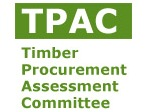 TPAC
Timber
Procurement
Assessment
Committee